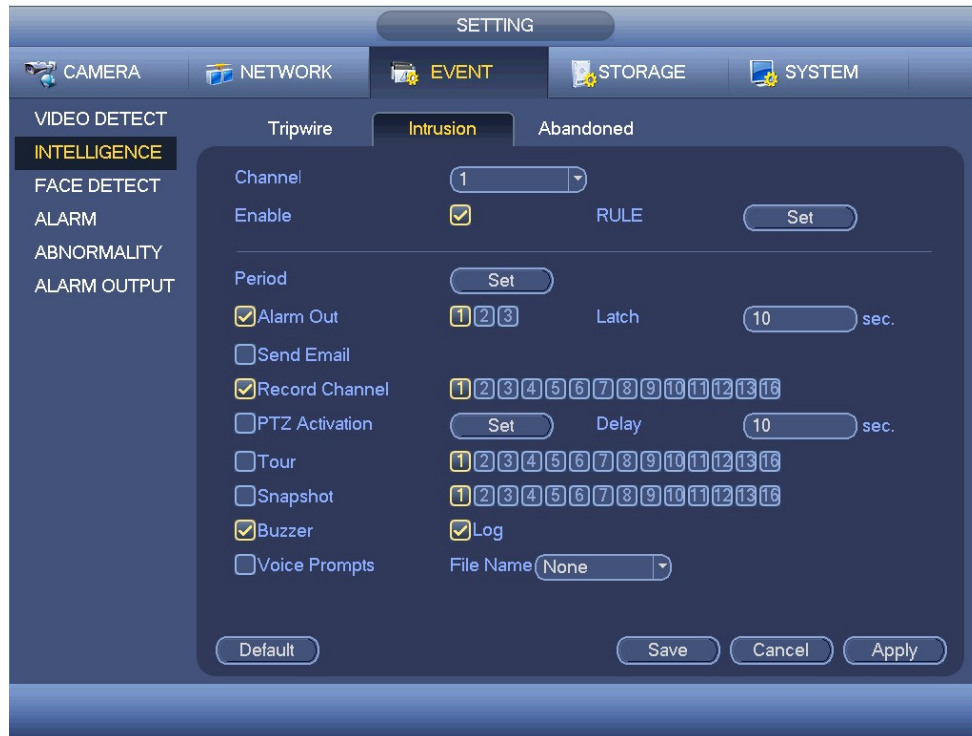 SETTING
CAMERA NETWORK EVENT STORAGE SYSTEM
VIDEO DETECT
INTELLIGENCE
FACE DETECT
ALARM
ABNORMALITY
ALARM OUTPUT
Tripwire Intrusion Abandoned
Channel 1
Enable RULE Set
Period Set
Alarm Out 1 2 3 Latch 10 sec.
Send Email
Record Channel 1 2 3 4 5 6 7 8 9 10 11 12 13 16
PTZ Activation Set Delay 10 sec.
Tour 1 2 3 4 5 6 7 8 9 10 11 12 13 16
Snapshot 1 2 3 4 5 6 7 8 9 10 11 12 13 16
Buzzer Log
Voice Prompts File Name None
Default Save Cancel Apply